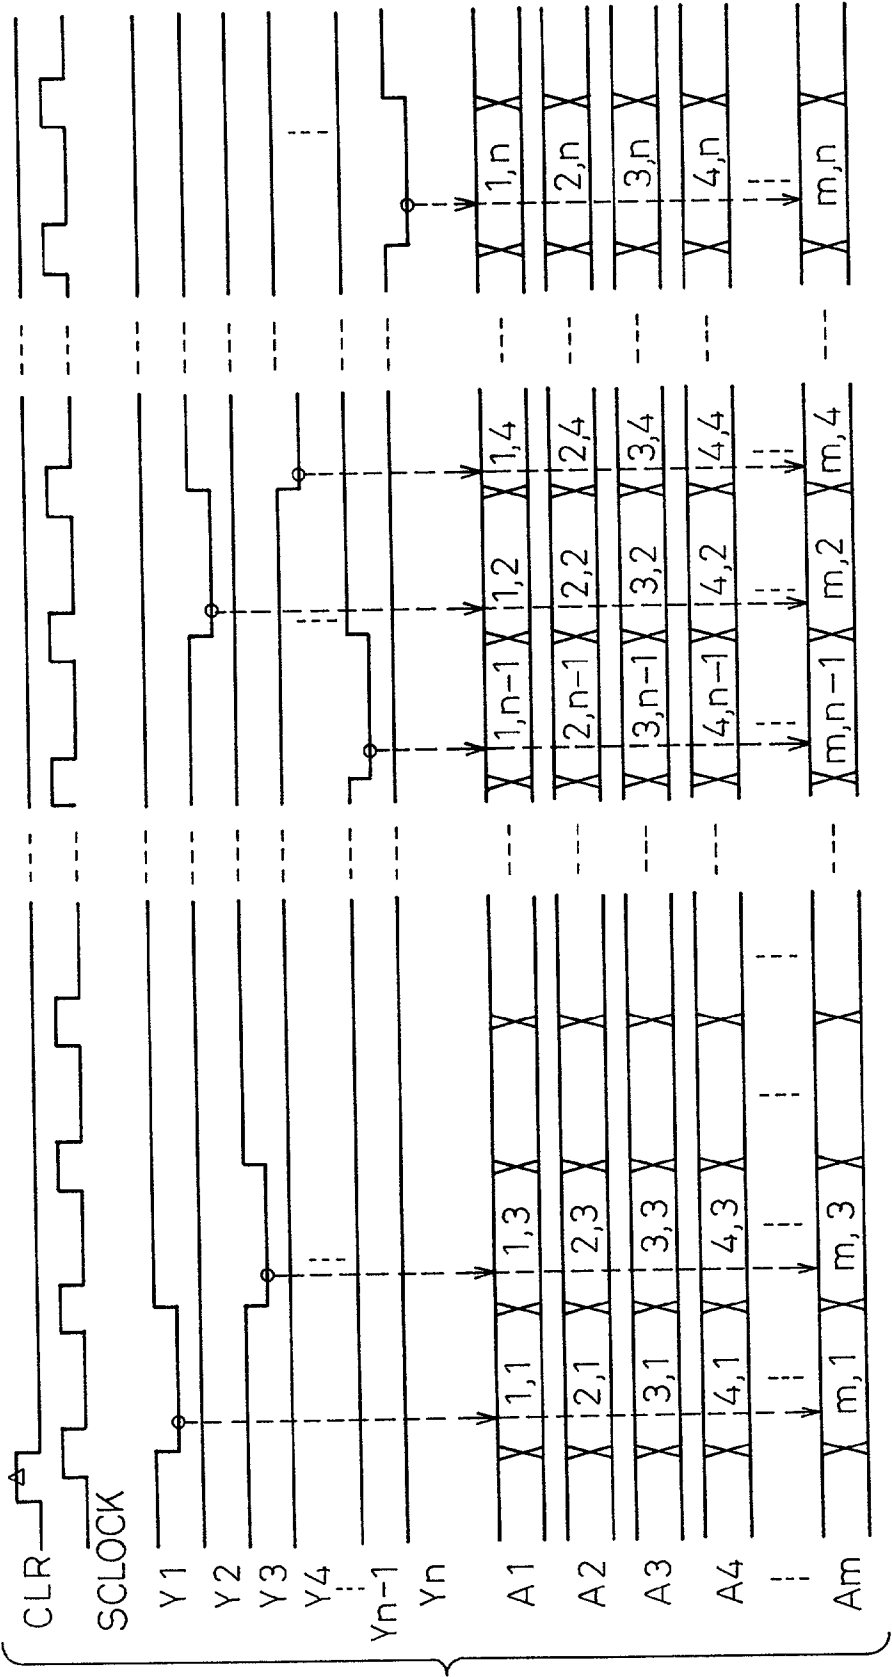 CLR
SCLOCK
Y1
Y2
Y3
Y4
Yn-1
Yn
A1 1,1 1,3 1,n-1 1,2 1,4 1,n
A2 2,1 2,3 2,n-1 2,2 2,4 2,n
A3 3,1 3,3 3,n-1 3,2 3,4 3,n
A4 4,1 4,3 4,n-1 4,2 4,4 4,n
Am m,1 m,3 m,n-1 m,2 m,4 m,n